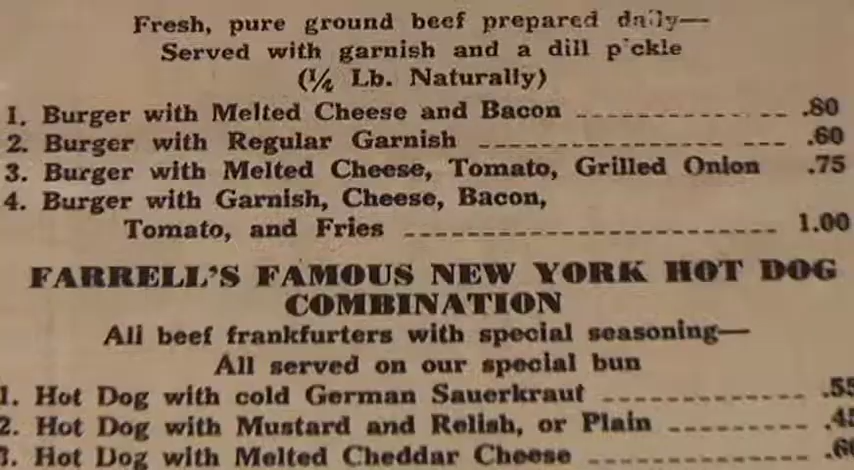 Fresh, pure ground beef prepared daily—
Served with garnish and a dill pickle
(¼ Lb. Naturally)
1. Burger with Melted Cheese and Bacon .80
2. Burger with Regular Garnish .60
3. Burger with Melted Cheese, Tomato, Grilled Onion .75
4. Burger with Garnish, Cheese, Bacon,
Tomato, and Fries 1.00
FARRELL'S FAMOUS NEW YORK HOT DOG
COMBINATION
All beef frankfurters with special seasoning—
All served on our special bun
1. Hot Dog with cold German Sauerkraut .55
2. Hot Dog with Mustard and Relish, or Plain .45
3. Hot Dog with Melted Cheddar Cheese .60